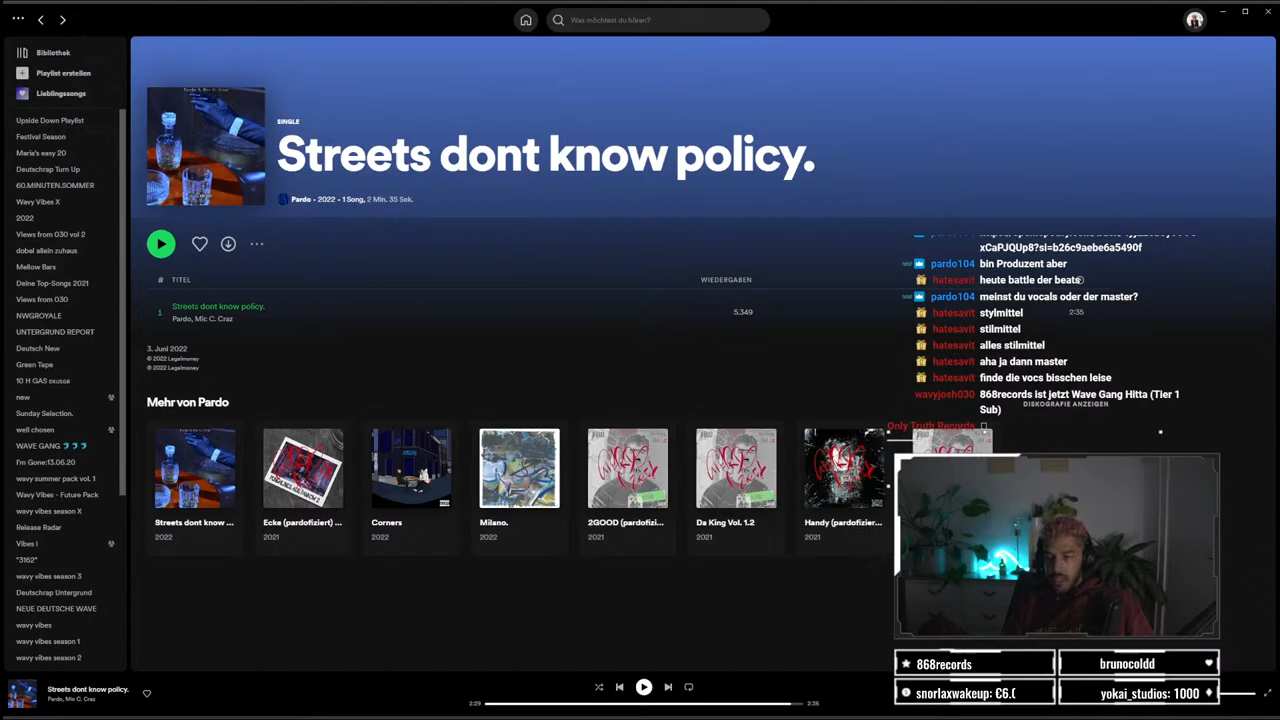 Was möchtest du hören?
Bibliothek
Playlist erstellen
Lieblingssongs
Upside Down Playlist
Festival Season
Maria's easy 20
Deutschrap Turn Up
60.MINUTEN.SOMMER
Wavy Vibes X
2022
Views from 030 vol 2
dobel allein zuhaus
Mellow Bars
Deine Top-Songs 2021
Views from 030
NWGROYALE
UNTERGRUND REPORT
Deutsch New
Green Tape
10 H GAS
new
Sunday Selection.
well chosen
WAVE GANG
I'm Gone:13.06.20
wavy summer pack vol. 1
Wavy Vibes - Future Pack
wavy vibes season X
Release Radar
Vibes I
"3162"
wavy vibes season 3
Deutschrap Untergrund
NEUE DEUTSCHE WAVE
wavy vibes
wavy vibes season 1
wavy vibes season 2
Pardo & Mic C. Craz
SINGLE
Streets dont know policy.
Pardo • 2022 • 1 Song, 2 Min. 35 Sek.
# TITEL WIEDERGABEN
1 Streets dont know policy. 5.349 2:35
Pardo, Mic C. Craz
3. Juni 2022
© 2022 Legalmoney
℗ 2022 Legalmoney
Mehr von Pardo
DISKOGRAFIE ANZEIGEN
Streets dont know ...
2022
Ecke (pardofiziert) ...
2021
Corners
2022
Milano.
2022
2GOOD (pardofizi...
2021
Da King Vol. 1.2
2021
Handy (pardofizier...
2021
xCaPJQUp8?si=b26c9aebe6a5490f
pardo104 bin Produzent aber
hatesavit heute battle der beats
pardo104 meinst du vocals oder der master?
hatesavit stylmittel
hatesavit stilmittel
hatesavit alles stilmittel
hatesavit aha ja dann master
hatesavit finde die vocs bisschen leise
wavyjosh030 868records ist jetzt Wave Gang Hitta (Tier 1
Sub)
Only Truth Records
868records
brunocoldd
snorlaxwakeup: €6.0
yokai_studios: 1000
Streets dont know policy.
Pardo, Mic C. Craz
2:29
2:35